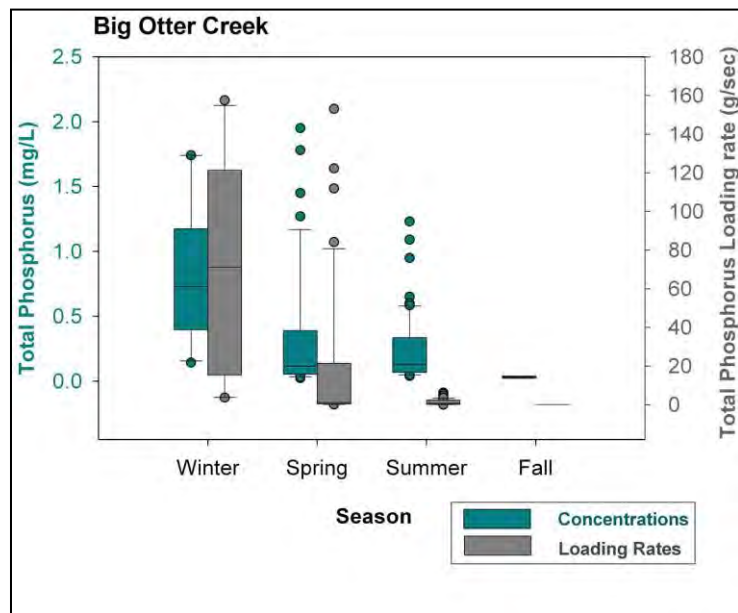 Big Otter Creek
Total Phosphorus (mg/L)
2.5
2.0
1.5
1.0
0.5
0.0
180
160
140
120
100
80
60
40
20
0
Total Phosphorus Loading rate (g/sec)
Winter Spring Summer Fall
Season
Concentrations
Loading Rates